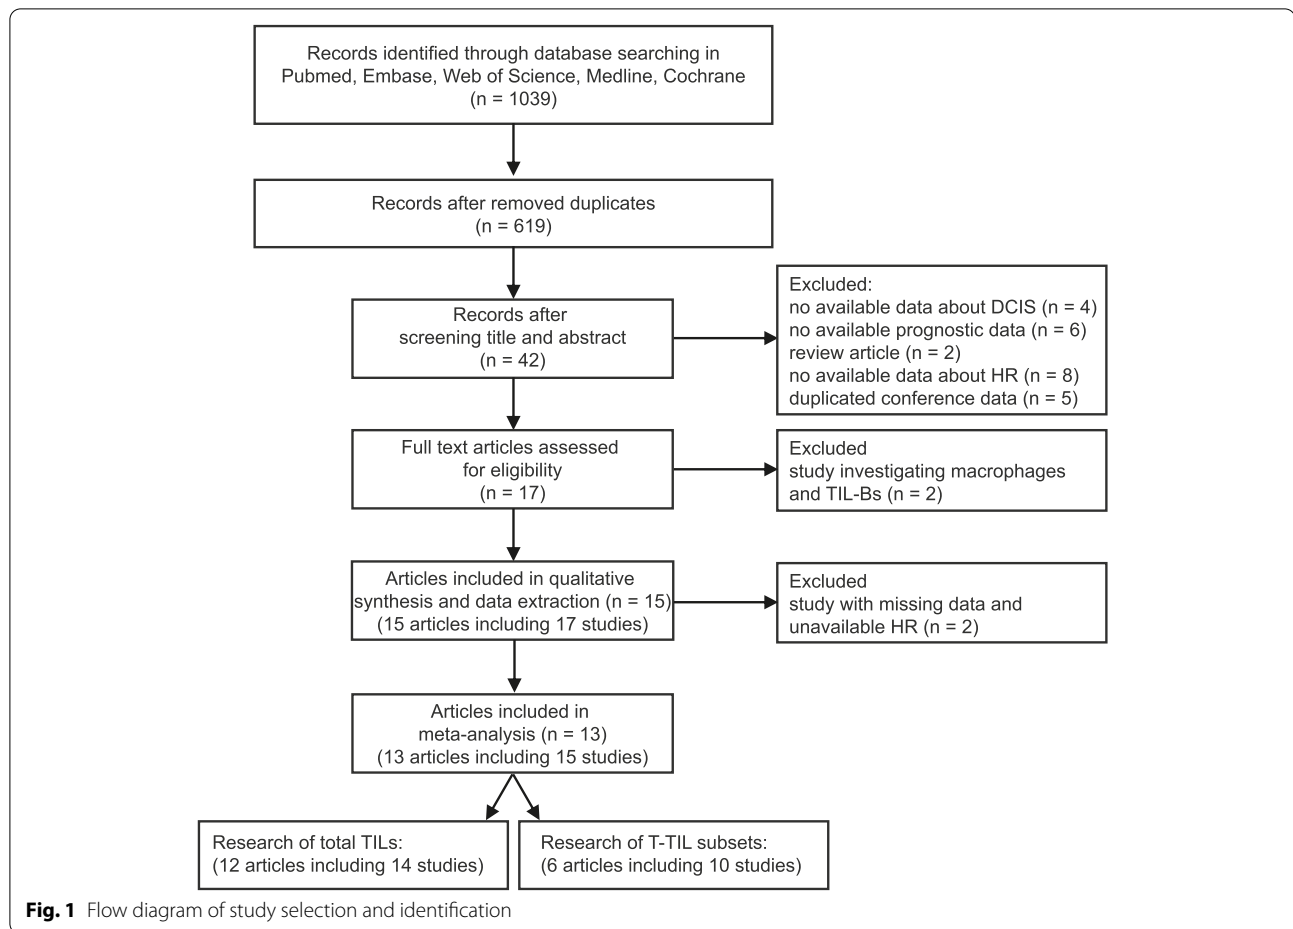 Records identified through database searching in
Pubmed, Embase, Web of Science, Medline, Cochrane
(n = 1039)
Records after removed duplicates
(n = 619)
Records after
screening title and abstract
(n = 42)
Excluded:
no available data about DCIS (n = 4)
no available prognostic data (n = 6)
review article (n = 2)
no available data about HR (n = 8)
duplicated conference data (n = 5)
Full text articles assessed
for eligibility
(n = 17)
Excluded
study investigating macrophages
and TIL-Bs (n = 2)
Articles included in qualitative
synthesis and data extraction (n = 15)
(15 articles including 17 studies)
Excluded
study with missing data and
unavailable HR (n = 2)
Articles included in
meta-analysis (n = 13)
(13 articles including 15 studies)
Research of total TILs:
(12 articles including 14 studies)
Research of T-TIL subsets:
(6 articles including 10 studies)
Fig. 1 Flow diagram of study selection and identification